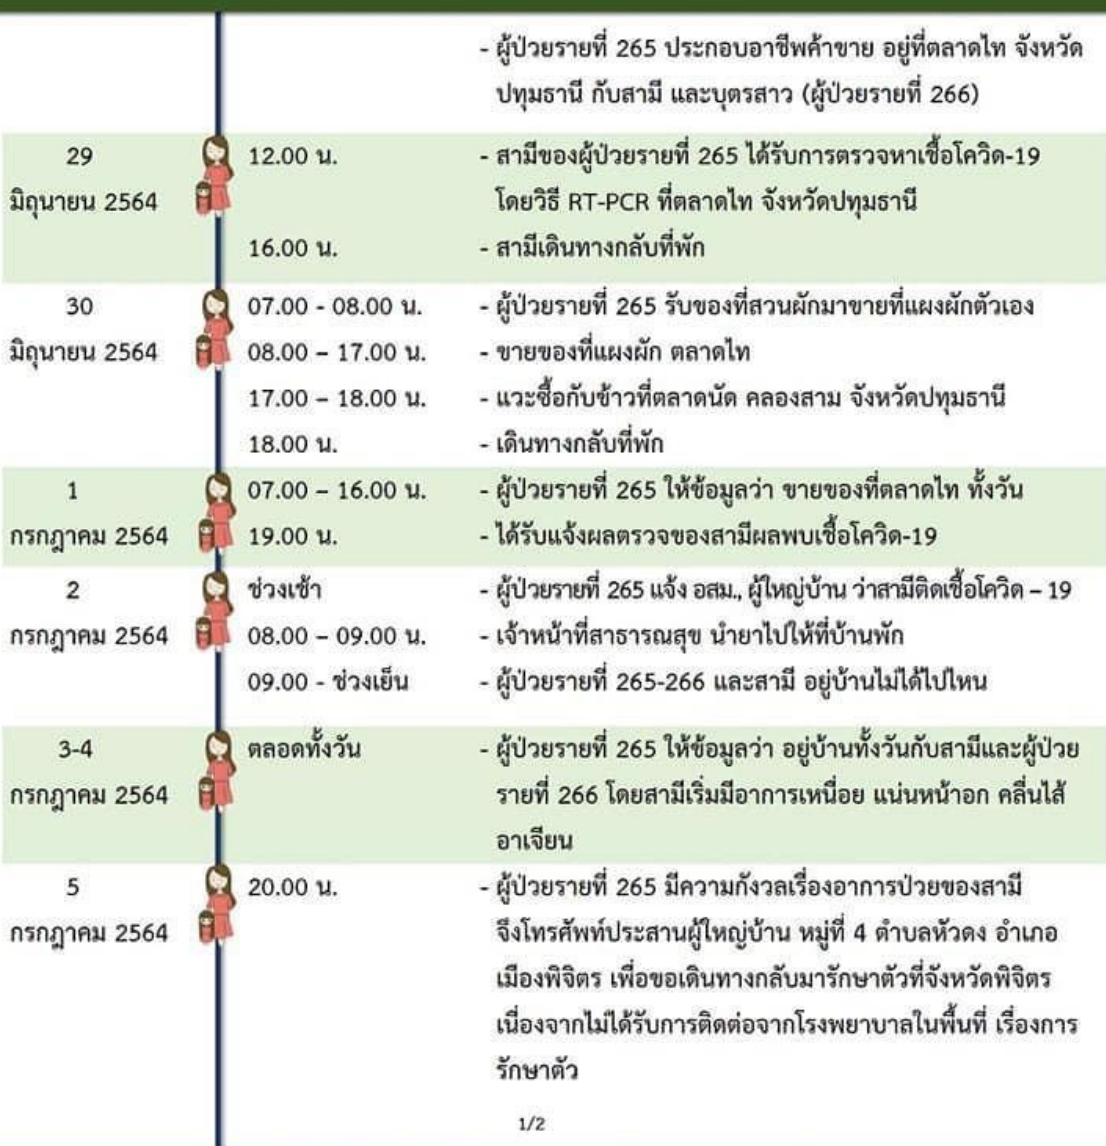 - ผู้ป่วยรายที่ 265 ประกอบอาชีพค้าขาย อยู่ที่ตลาดไท จังหวัด
ปทุมธานี กับสามี และบุตรสาว (ผู้ป่วยรายที่ 266)
29 12.00 น. - สามีของผู้ป่วยรายที่ 265 ได้รับการตรวจหาเชื้อโควิด-19
มิถุนายน 2564 โดยวิธี RT-PCR ที่ตลาดไท จังหวัดปทุมธานี
16.00 น. - สามีเดินทางกลับที่พัก
30 07.00 - 08.00 น. - ผู้ป่วยรายที่ 265 รับของที่สวนผักมาขายที่แผงผักตัวเอง
มิถุนายน 2564 08.00 – 17.00 น. - ขายของที่แผงผัก ตลาดไท
17.00 – 18.00 น. - แวะซื้อกับข้าวที่ตลาดนัด คลองสาม จังหวัดปทุมธานี
18.00 น. - เดินทางกลับที่พัก
1 07.00 – 16.00 น. - ผู้ป่วยรายที่ 265 ให้ข้อมูลว่า ขายของที่ตลาดไท ทั้งวัน
กรกฎาคม 2564 19.00 น. - ได้รับแจ้งผลตรวจของสามีผลพบเชื้อโควิด-19
2 ช่วงเช้า - ผู้ป่วยรายที่ 265 แจ้ง อสม., ผู้ใหญ่บ้าน ว่าสามีติดเชื้อโควิด – 19
กรกฎาคม 2564 08.00 – 09.00 น. - เจ้าหน้าที่สาธารณสุข นำยาไปให้ที่บ้านพัก
09.00 - ช่วงเย็น - ผู้ป่วยรายที่ 265-266 และสามี อยู่บ้านไม่ได้ไปไหน
3-4 ตลอดทั้งวัน - ผู้ป่วยรายที่ 265 ให้ข้อมูลว่า อยู่บ้านทั้งวันกับสามีและผู้ป่วย
กรกฎาคม 2564 รายที่ 266 โดยสามีเริ่มมีอาการเหนื่อย แน่นหน้าอก คลื่นไส้
อาเจียน
5 20.00 น. - ผู้ป่วยรายที่ 265 มีความกังวลเรื่องอาการป่วยของสามี
กรกฎาคม 2564 จึงโทรศัพท์ประสานผู้ใหญ่บ้าน หมู่ที่ 4 ตำบลหัวดง อำเภอ
เมืองพิจิตร เพื่อขอเดินทางกลับมารักษาตัวที่จังหวัดพิจิตร
เนื่องจากไม่ได้รับการติดต่อจากโรงพยาบาลในพื้นที่ เรื่องการ
รักษาตัว
1/2